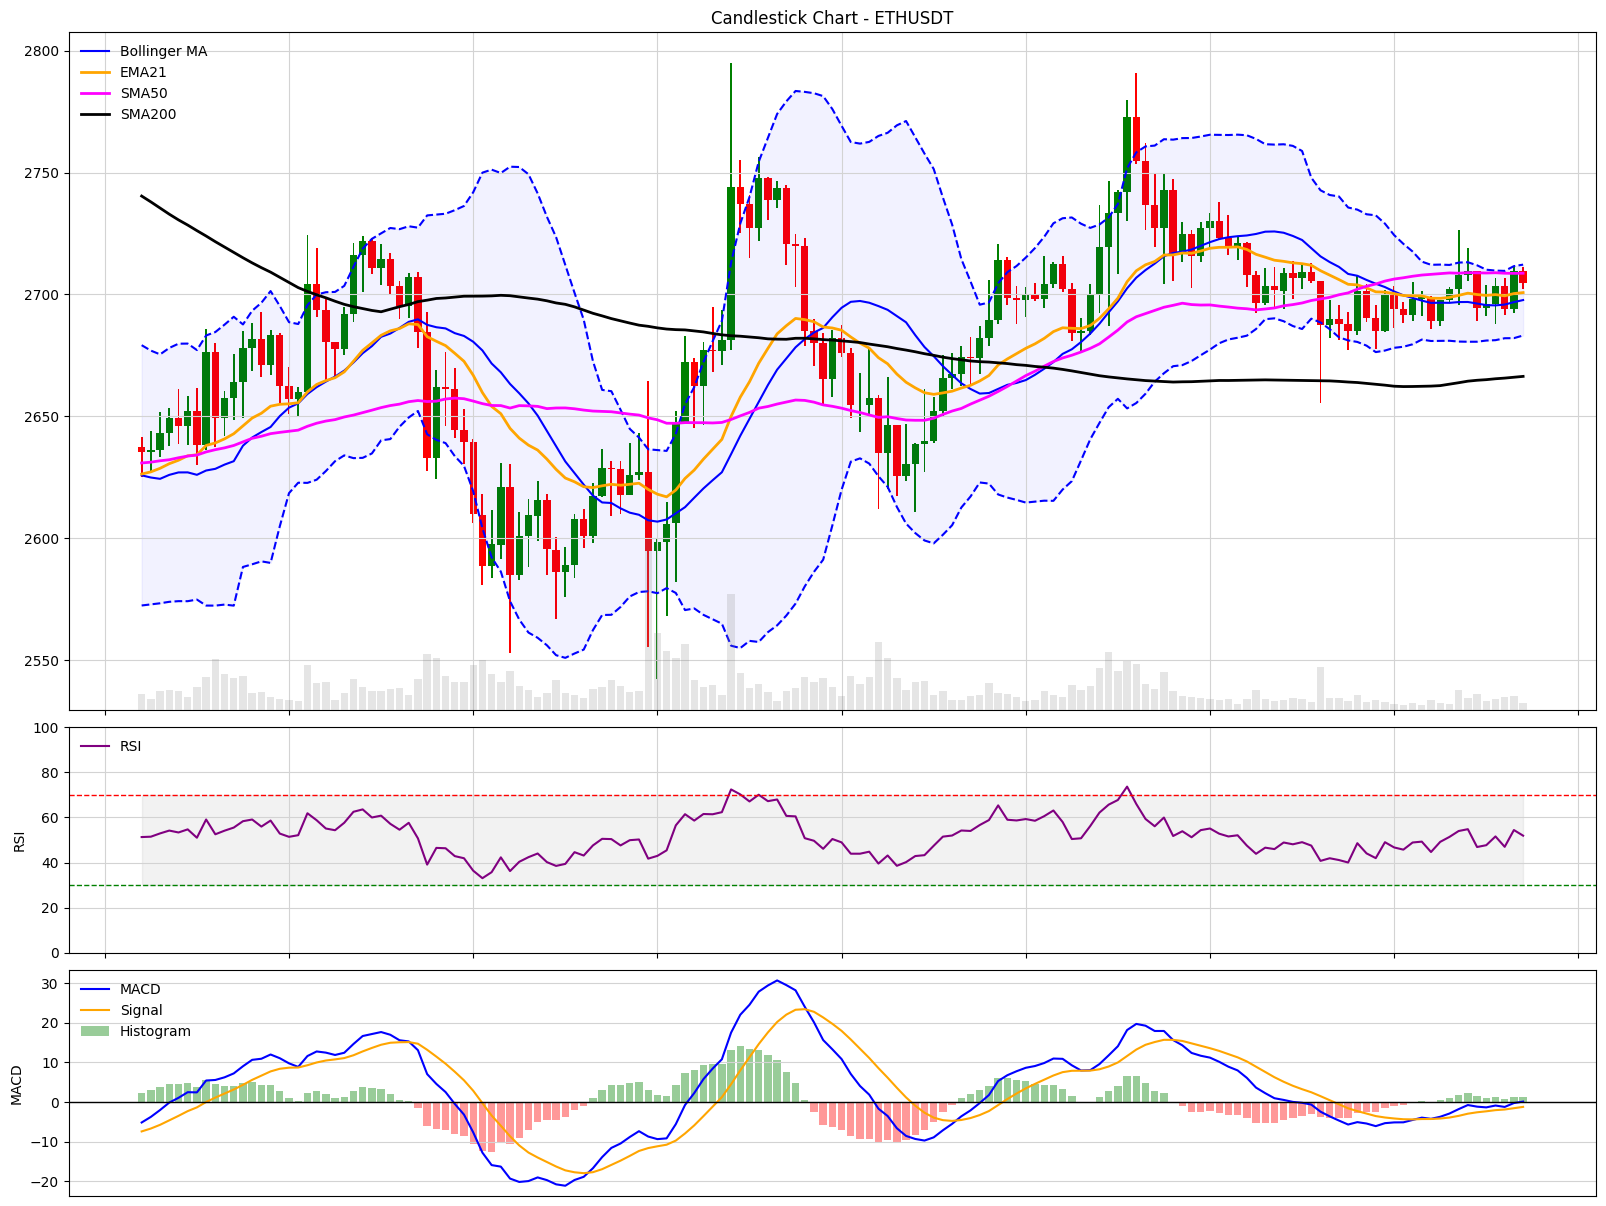 Candlestick Chart - ETHUSDT
2800
2750
2700
2650
2600
2550
Bollinger MA
EMA21
SMA50
SMA200
100
80
60
40
20
0
RSI
RSI
30
20
10
0
−10
−20
MACD
MACD
Signal
Histogram